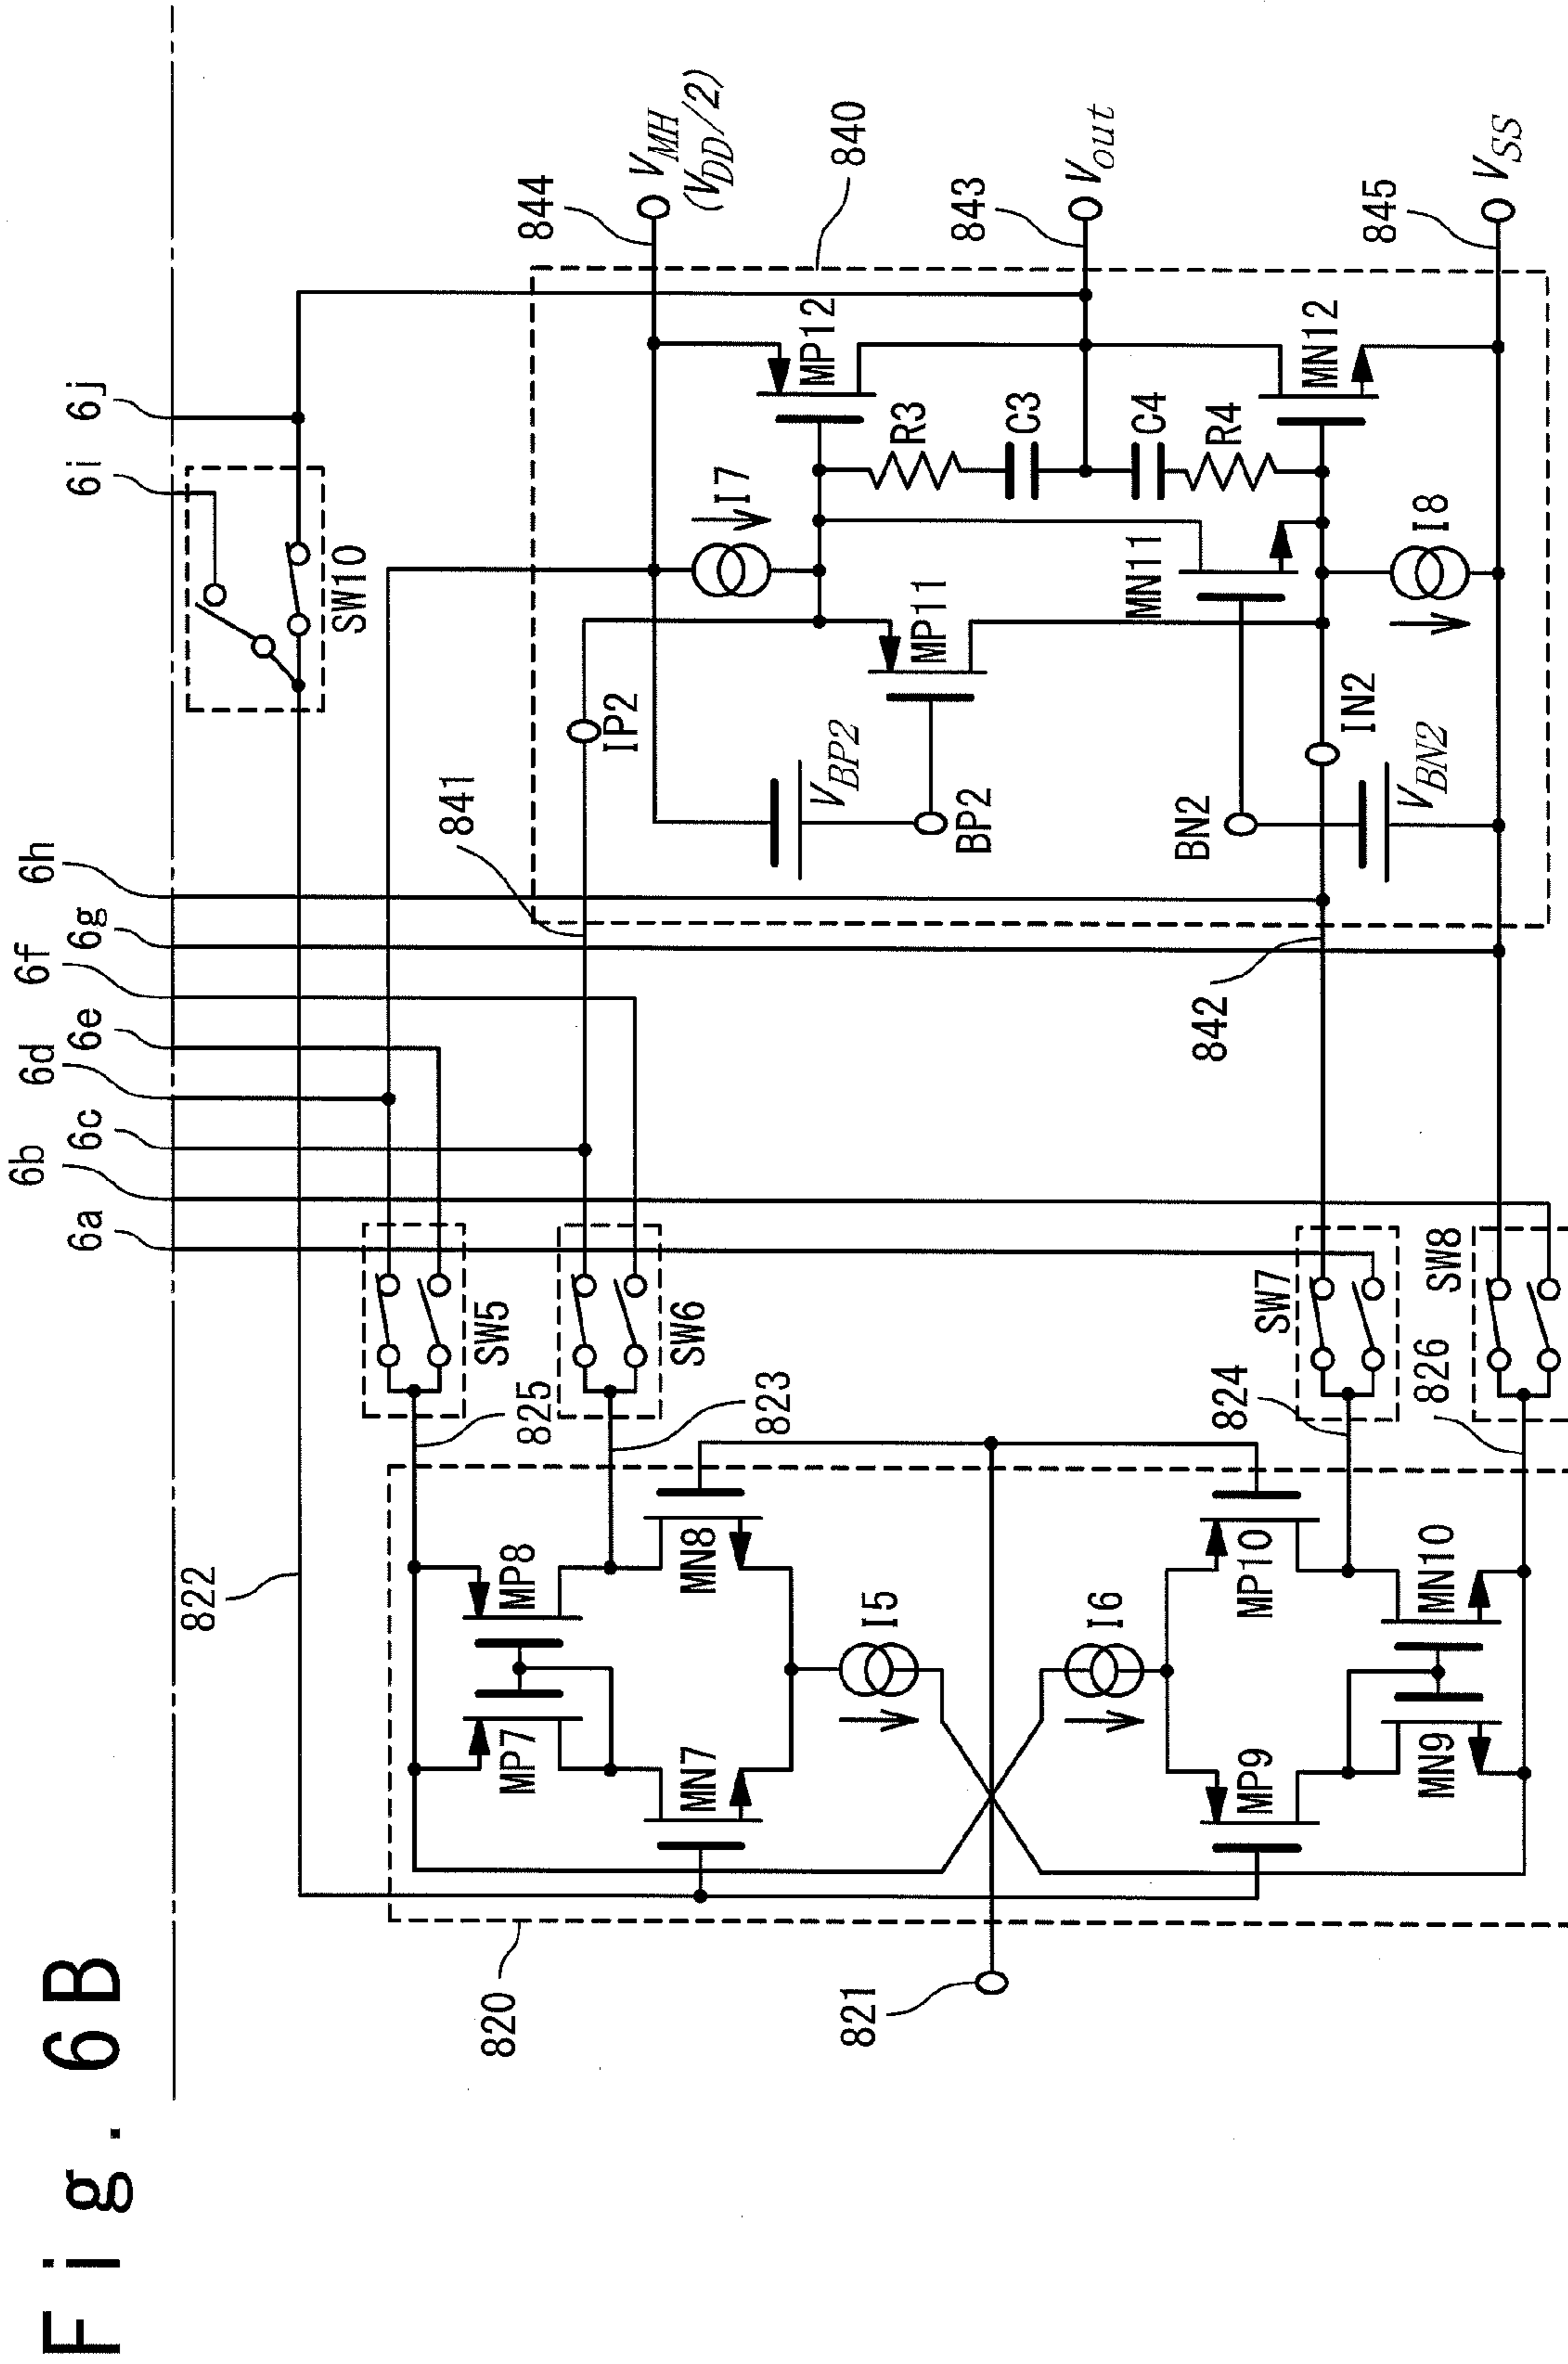 Fig. 6B
6a
6b
6c
6d
6e
6f
6g
6h
6i
6j
822
SW10
844
V_MH
(V_DD/2)
825
SW5
841
840
820
MP7
MP8
823
SW6
IP2
I7
MP12
V_BP2
MP11
R3
MN7
MN8
BP2
C3
843
V_out
821
I5
I6
C4
R4
842
BN2
MN11
MN12
MP9
MP10
824
SW7
IN2
I8
V_BN2
MN9
MN10
826
SW8
845
V_SS